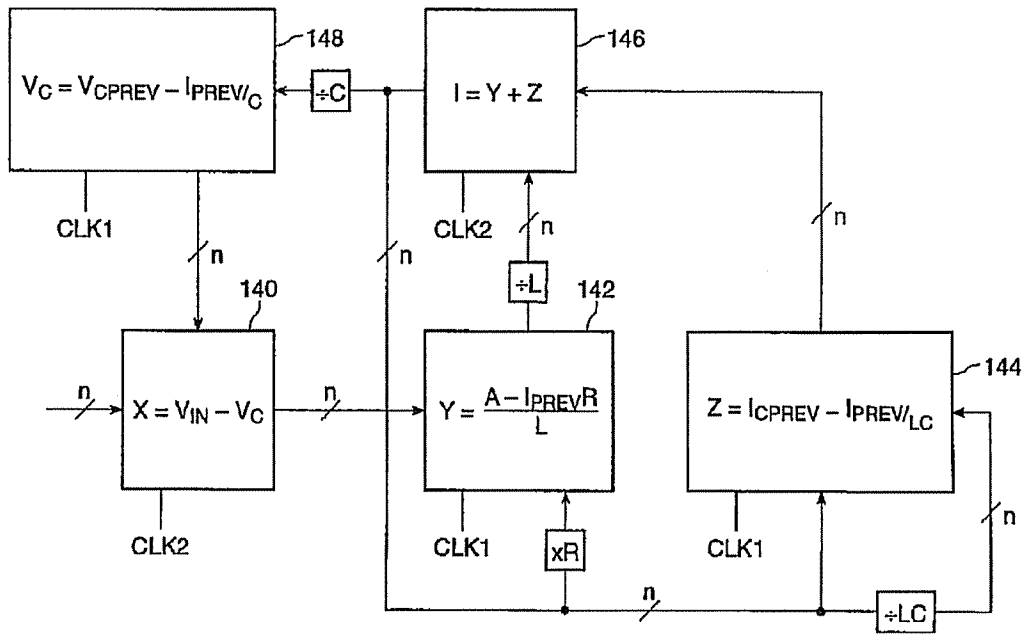 148
V_C = V_CPREV – I_PREV/C
÷C
146
I = Y + Z
CLK1
CLK2
n
n
n
n
÷L
140
142
144
n
X = V_IN – V_C
n
Y = A – I_PREV R / L
Z = I_CPREV – I_PREV/LC
n
CLK2
CLK1
xR
CLK1
n
÷LC